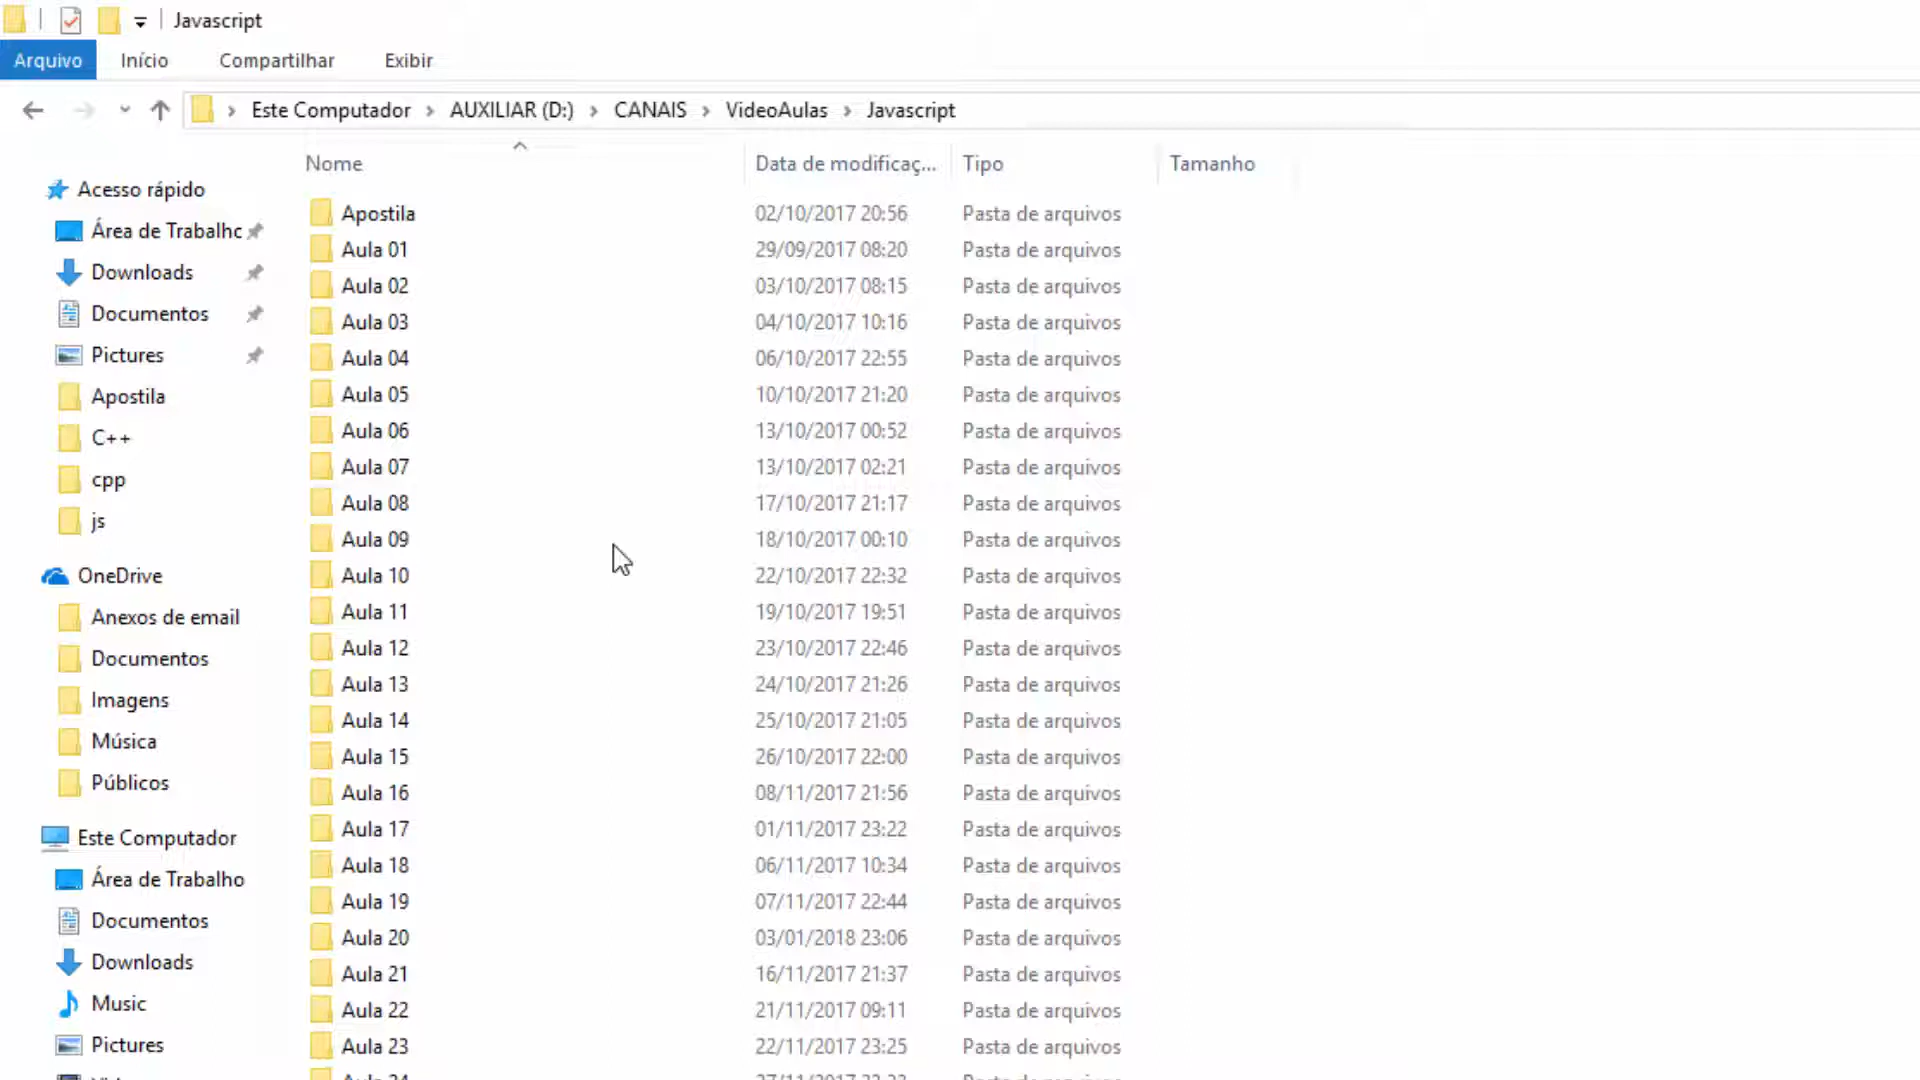 Javascript
Arquivo Início Compartilhar Exibir
Este Computador AUXILIAR (D:) CANAIS VideoAulas Javascript
Nome Data de modificaç... Tipo Tamanho
Acesso rápido
Área de Trabalhc
Downloads
Documentos
Pictures
Apostila
C++
cpp
js
OneDrive
Anexos de email
Documentos
Imagens
Música
Públicos
Este Computador
Área de Trabalho
Documentos
Downloads
Music
Pictures
Apostila 02/10/2017 20:56 Pasta de arquivos
Aula 01 29/09/2017 08:20 Pasta de arquivos
Aula 02 03/10/2017 08:15 Pasta de arquivos
Aula 03 04/10/2017 10:16 Pasta de arquivos
Aula 04 06/10/2017 22:55 Pasta de arquivos
Aula 05 10/10/2017 21:20 Pasta de arquivos
Aula 06 13/10/2017 00:52 Pasta de arquivos
Aula 07 13/10/2017 02:21 Pasta de arquivos
Aula 08 17/10/2017 21:17 Pasta de arquivos
Aula 09 18/10/2017 00:10 Pasta de arquivos
Aula 10 22/10/2017 22:32 Pasta de arquivos
Aula 11 19/10/2017 19:51 Pasta de arquivos
Aula 12 23/10/2017 22:46 Pasta de arquivos
Aula 13 24/10/2017 21:26 Pasta de arquivos
Aula 14 25/10/2017 21:05 Pasta de arquivos
Aula 15 26/10/2017 22:00 Pasta de arquivos
Aula 16 08/11/2017 21:56 Pasta de arquivos
Aula 17 01/11/2017 23:22 Pasta de arquivos
Aula 18 06/11/2017 10:34 Pasta de arquivos
Aula 19 07/11/2017 22:44 Pasta de arquivos
Aula 20 03/01/2018 23:06 Pasta de arquivos
Aula 21 16/11/2017 21:37 Pasta de arquivos
Aula 22 21/11/2017 09:11 Pasta de arquivos
Aula 23 22/11/2017 23:25 Pasta de arquivos